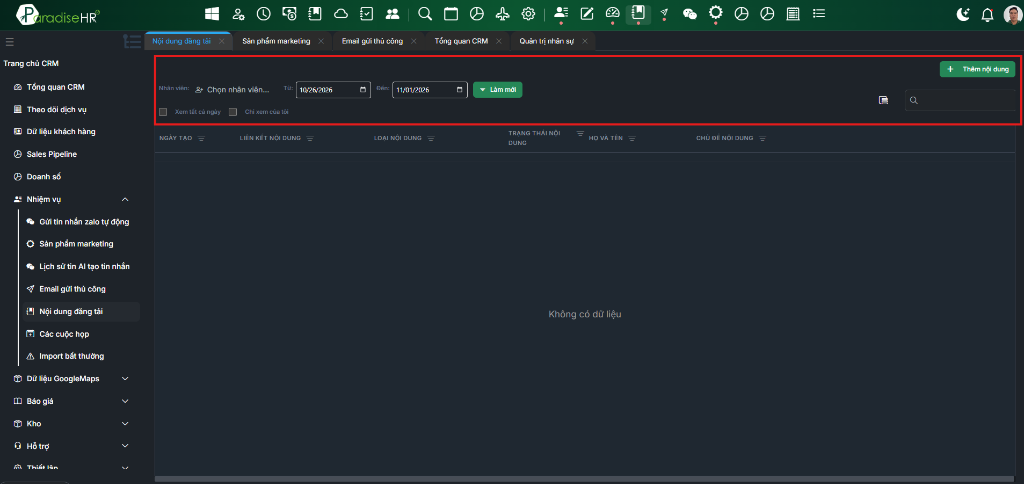 ParadiseHR
Nội dung đăng tải
Sản phẩm marketing
Email gửi thủ công
Tổng quan CRM
Quản trị nhân sự
Trang chủ CRM
Tổng quan CRM
Theo dõi dịch vụ
Dữ liệu khách hàng
Sales Pipeline
Doanh số
Nhiệm vụ
Gửi tin nhắn zalo tự động
Sản phẩm marketing
Lịch sử tin AI tạo tin nhắn
Email gửi thủ công
Nội dung đăng tải
Các cuộc họp
Import bất thường
Dữ liệu GoogleMaps
Báo giá
Kho
Hỗ trợ
Thiết lập
Thêm nội dung
Nhân viên: Chọn nhân viên... Từ: 10/26/2026 Đến: 11/01/2026 Làm mới
Xem tất cả ngày Chỉ xem của tôi
NGÀY TẠO LIÊN KẾT NỘI DUNG LOẠI NỘI DUNG TRẠNG THÁI NỘI DUNG HỌ VÀ TÊN CHỦ ĐỀ NỘI DUNG
Không có dữ liệu